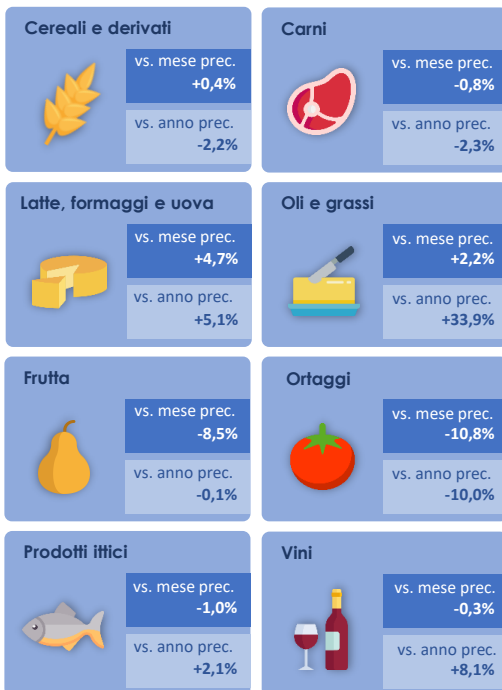 Cereali e derivati
vs. mese prec.
+0,4%
vs. anno prec.
-2,2%
Carni
vs. mese prec.
-0,8%
vs. anno prec.
-2,3%
Latte, formaggi e uova
vs. mese prec.
+4,7%
vs. anno prec.
+5,1%
Oli e grassi
vs. mese prec.
+2,2%
vs. anno prec.
+33,9%
Frutta
vs. mese prec.
-8,5%
vs. anno prec.
-0,1%
Ortaggi
vs. mese prec.
-10,8%
vs. anno prec.
-10,0%
Prodotti ittici
vs. mese prec.
-1,0%
vs. anno prec.
+2,1%
Vini
vs. mese prec.
-0,3%
vs. anno prec.
+8,1%